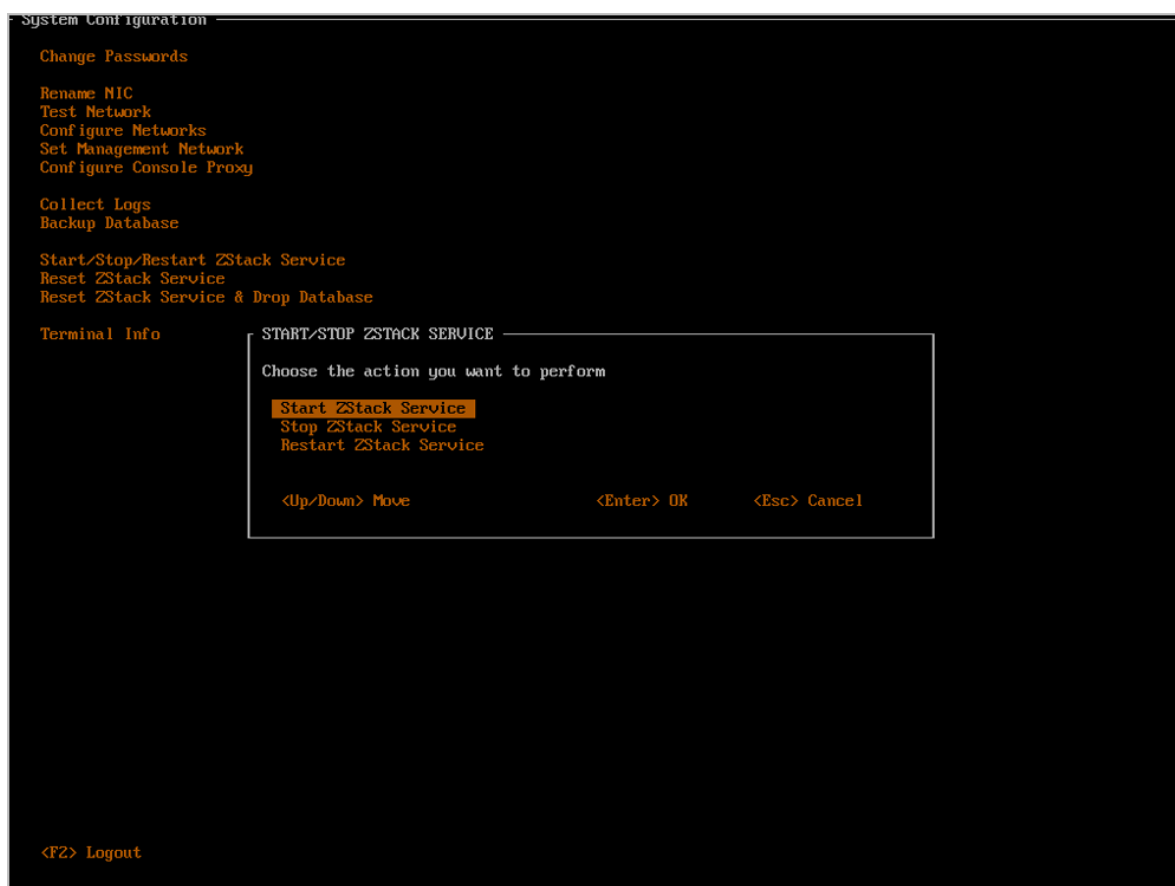 System Configuration
Change Passwords
Rename NIC
Test Network
Configure Networks
Set Management Network
Configure Console Proxy
Collect Logs
Backup Database
Start/Stop/Restart ZStack Service
Reset ZStack Service
Reset ZStack Service & Drop Database
Terminal Info
START/STOP ZSTACK SERVICE
Choose the action you want to perform
Start ZStack Service
Stop ZStack Service
Restart ZStack Service
<Up/Down> Move <Enter> OK <Esc> Cancel
<F2> Logout